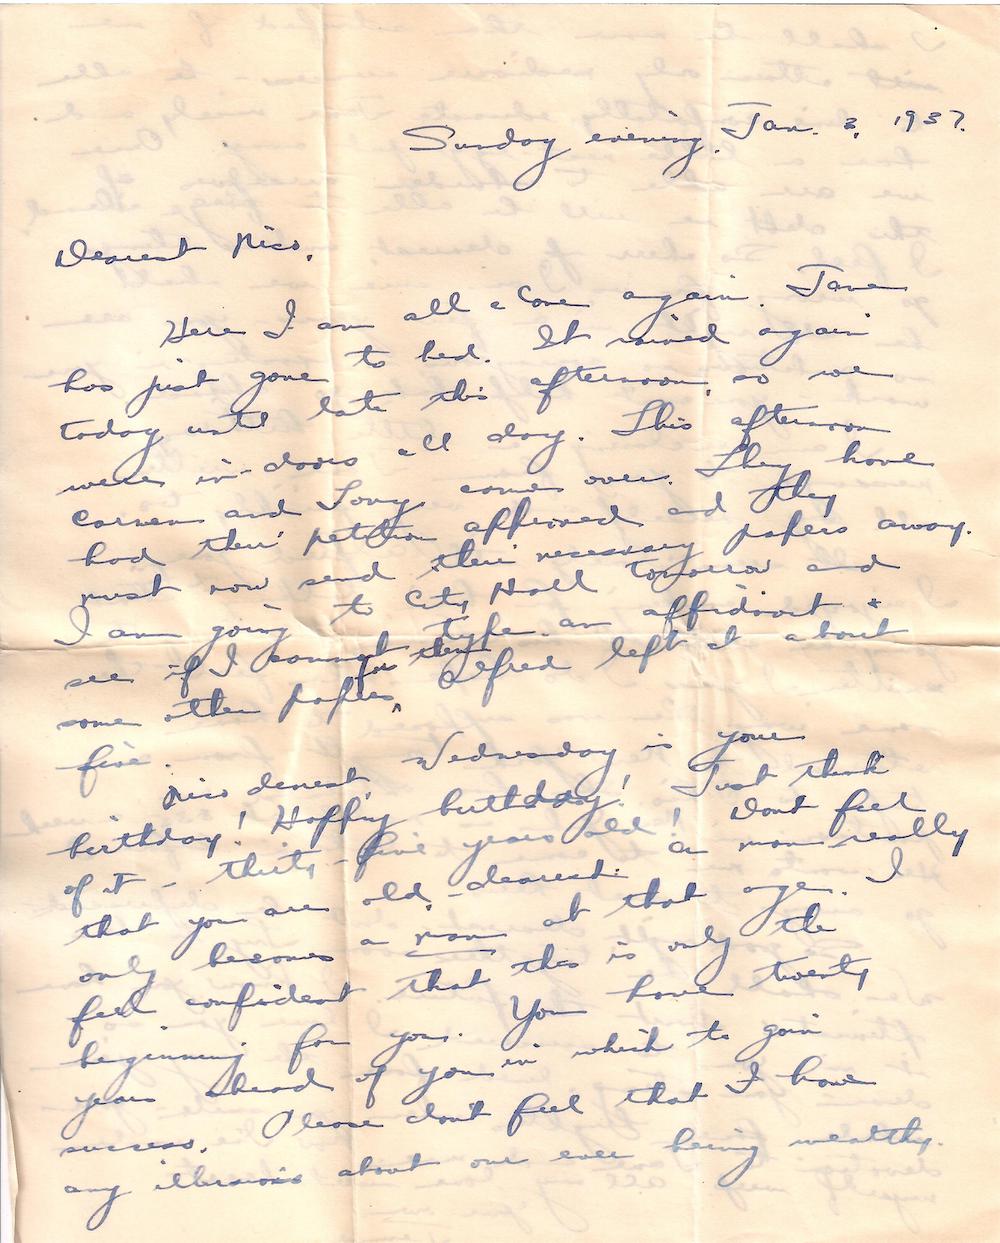 Sunday evening, Jan. 3, 1937.
Dearest Nico,
Here I am all alone again. Jane
has just gone to bed. It rained again
today until late this afternoon, so we
were in-doors all day. This afternoon
Carmen and Tony came over. They have
had their petition affirmed and they
must now send their necessary papers away.
I am going to City Hall tomorrow and
see if I cannot type an affidavit +
some other papers for them. Alfred left at about
five.
Nico dearest, Wednesday is your
birthday! Happy birthday! Just think
of it - thirty-five years old! Dont feel
that you are old, - dearest. a man really
only becomes a man at that age. I
feel confident that this is only the
beginning for you. You have twenty
years ahead of you in which to gain
success. Please don't feel that I have
any illusions about our ever being wealthy.